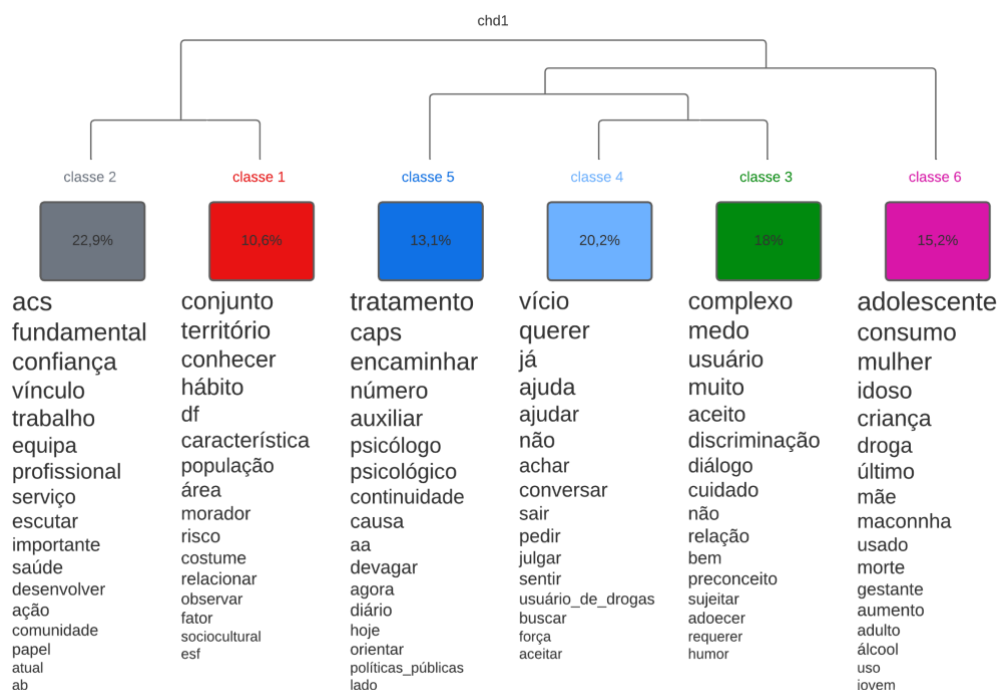 chd1
classe 2
classe 1
classe 5
classe 4
classe 3
classe 6
22,9%
10,6%
13,1%
20,2%
18%
15,2%
acs
fundamental
confiança
vínculo
trabalho
equipa
profissional
serviço
escutar
importante
saúde
desenvolver
ação
comunidade
papel
atual
ab
conjunto
território
conhecer
hábito
df
característica
população
área
morador
risco
costume
relacionar
observar
fator
sociocultural
esf
tratamento
caps
encaminhar
número
auxiliar
psicólogo
psicológico
continuidade
causa
aa
devagar
agora
diário
hoje
orientar
políticas_públicas
lado
vício
querer
já
ajuda
ajudar
não
achar
conversar
sair
pedir
julgar
sentir
usuário_de_drogas
buscar
força
aceitar
complexo
medo
usuário
muito
aceito
discriminação
diálogo
cuidado
não
relação
bem
preconceito
sujeitar
adoecer
requerer
humor
adolescente
consumo
mulher
idoso
criança
droga
último
mãe
maconnha
usado
morte
gestante
aumento
adulto
álcool
uso
jovem